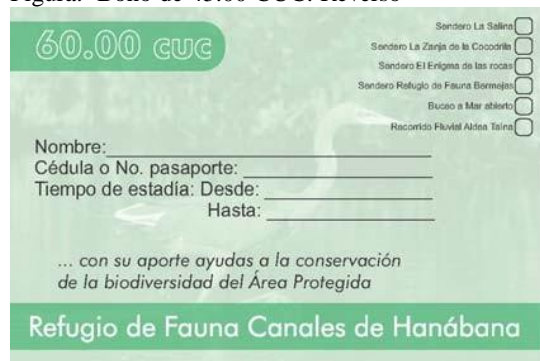 Figura: Bono de 45.00 CUC. Reverso
60.00 CUC
Sendero La Salina
Sendero La Zanja de la Cocodrila
Sendero El Enigma de las rocas
Sendero Refugio de Fauna Bermejas
Buceo a Mar abierto
Recorrido Fluvial Aldea Taína
Nombre:
Cédula o No. pasaporte:
Tiempo de estadía: Desde:
Hasta:
... con su aporte ayudas a la conservación
de la biodiversidad del Área Protegida
Refugio de Fauna Canales de Hanábana